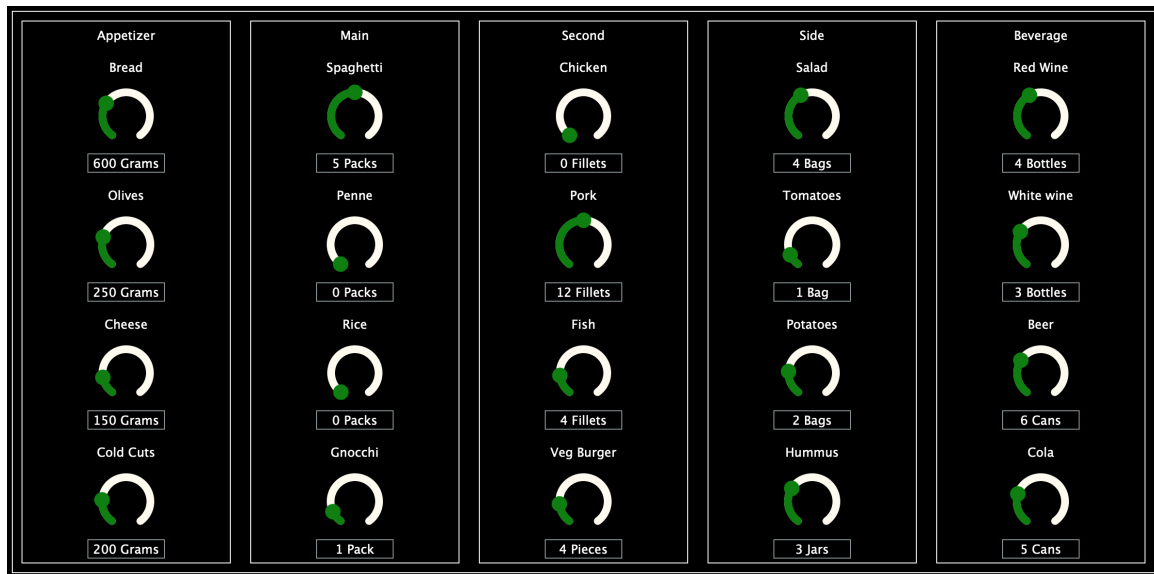 Appetizer
Bread
600 Grams
Olives
250 Grams
Cheese
150 Grams
Cold Cuts
200 Grams
Main
Spaghetti
5 Packs
Penne
0 Packs
Rice
0 Packs
Gnocchi
1 Pack
Second
Chicken
0 Fillets
Pork
12 Fillets
Fish
4 Fillets
Veg Burger
4 Pieces
Side
Salad
4 Bags
Tomatoes
1 Bag
Potatoes
2 Bags
Hummus
3 Jars
Beverage
Red Wine
4 Bottles
White wine
3 Bottles
Beer
6 Cans
Cola
5 Cans